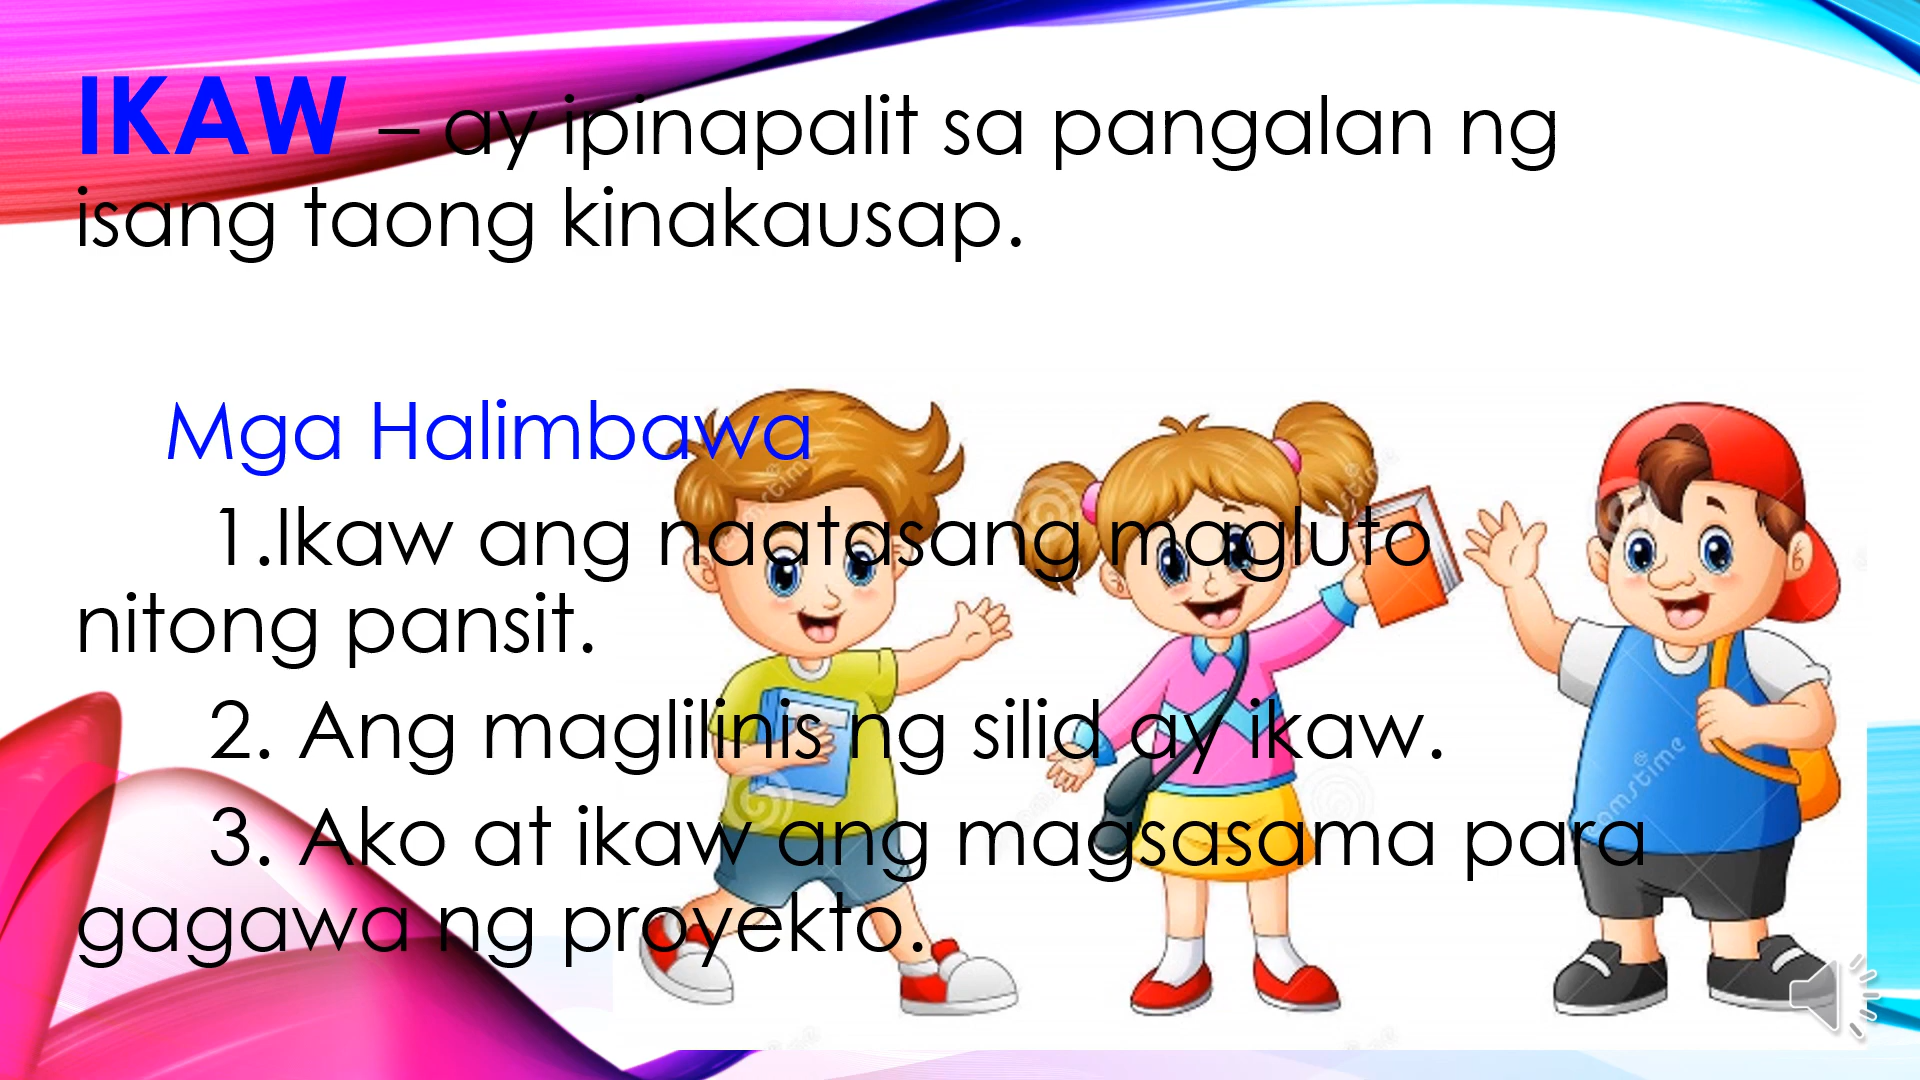 IKAW – ay ipinapalit sa pangalan ng
isang taong kinakausap.
Mga Halimbawa
1.Ikaw ang naatasang magluto
nitong pansit.
2. Ang maglilinis ng silid ay ikaw.
3. Ako at ikaw ang magsasama para
gagawa ng proyekto.